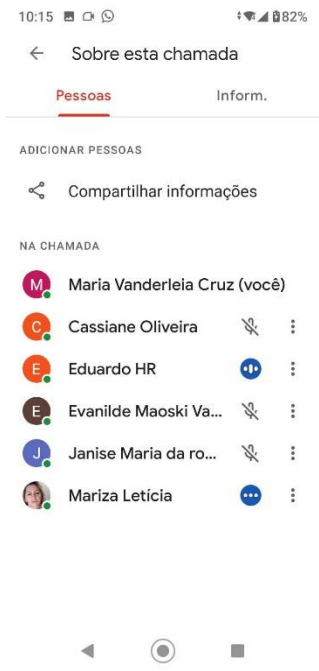 10:15 82%
Sobre esta chamada
Pessoas Inform.
ADICIONAR PESSOAS
Compartilhar informações
NA CHAMADA
M Maria Vanderleia Cruz (você)
C Cassiane Oliveira
E Eduardo HR
E Evanilde Maoski Va...
J Janise Maria da ro...
Mariza Letícia